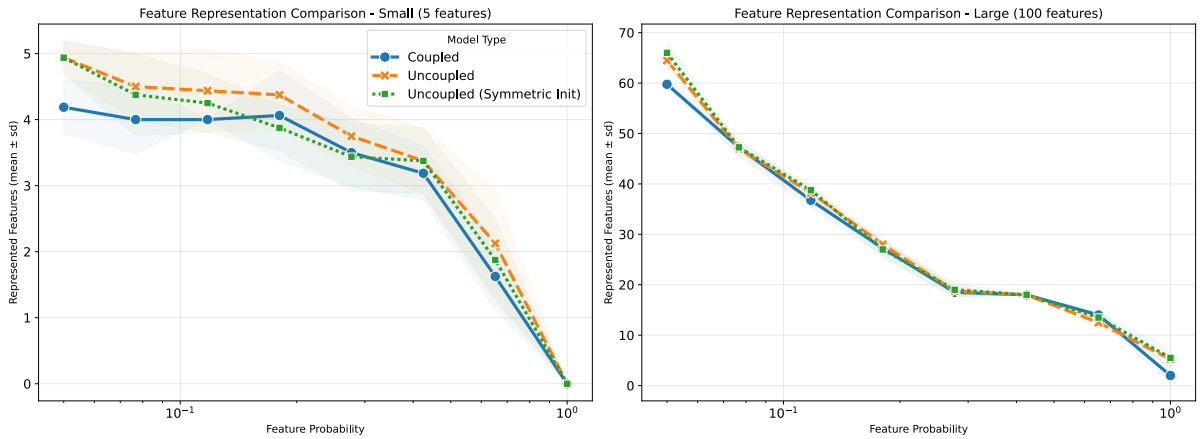 Feature Representation Comparison - Small (5 features)
Represented Features (mean ± sd)
5
4
3
2
1
0
Model Type
Coupled
Uncoupled
Uncoupled (Symmetric Init)
10⁻¹
10⁰
Feature Probability
Feature Representation Comparison - Large (100 features)
Represented Features (mean ± sd)
70
60
50
40
30
20
10
0
10⁻¹
10⁰
Feature Probability